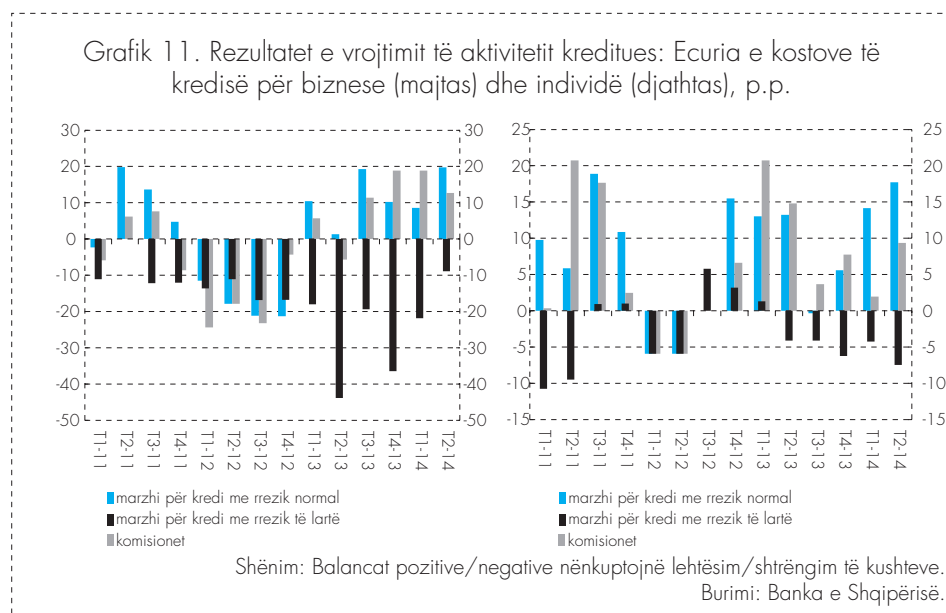 Grafik 11. Rezultatet e vrojtimit të aktivitetit kreditues: Ecuria e kostove të
kredisë për biznese (majtas) dhe individë (djathtas), p.p.
30
20
10
0
-10
-20
-30
-40
-50
30
20
10
0
-10
-20
-30
-40
-50
T1-11
T2-11
T3-11
T4-11
T1-12
T2-12
T3-12
T4-12
T1-13
T2-13
T3-13
T4-13
T1-14
T2-14
marzhi për kredi me rrezik normal
marzhi për kredi me rrezik të lartë
komisionet
25
20
15
10
5
0
-5
-10
-15
25
20
15
10
5
0
-5
-10
-15
T1-11
T2-11
T3-11
T4-11
T1-12
T2-12
T3-12
T4-12
T1-13
T2-13
T3-13
T4-13
T1-14
T2-14
marzhi për kredi me rrezik normal
marzhi për kredi me rrezik të lartë
komisionet
Shënim: Balancat pozitive/negative nënkuptojnë lehtësim/shtrëngim të kushteve.
Burimi: Banka e Shqipërisë.